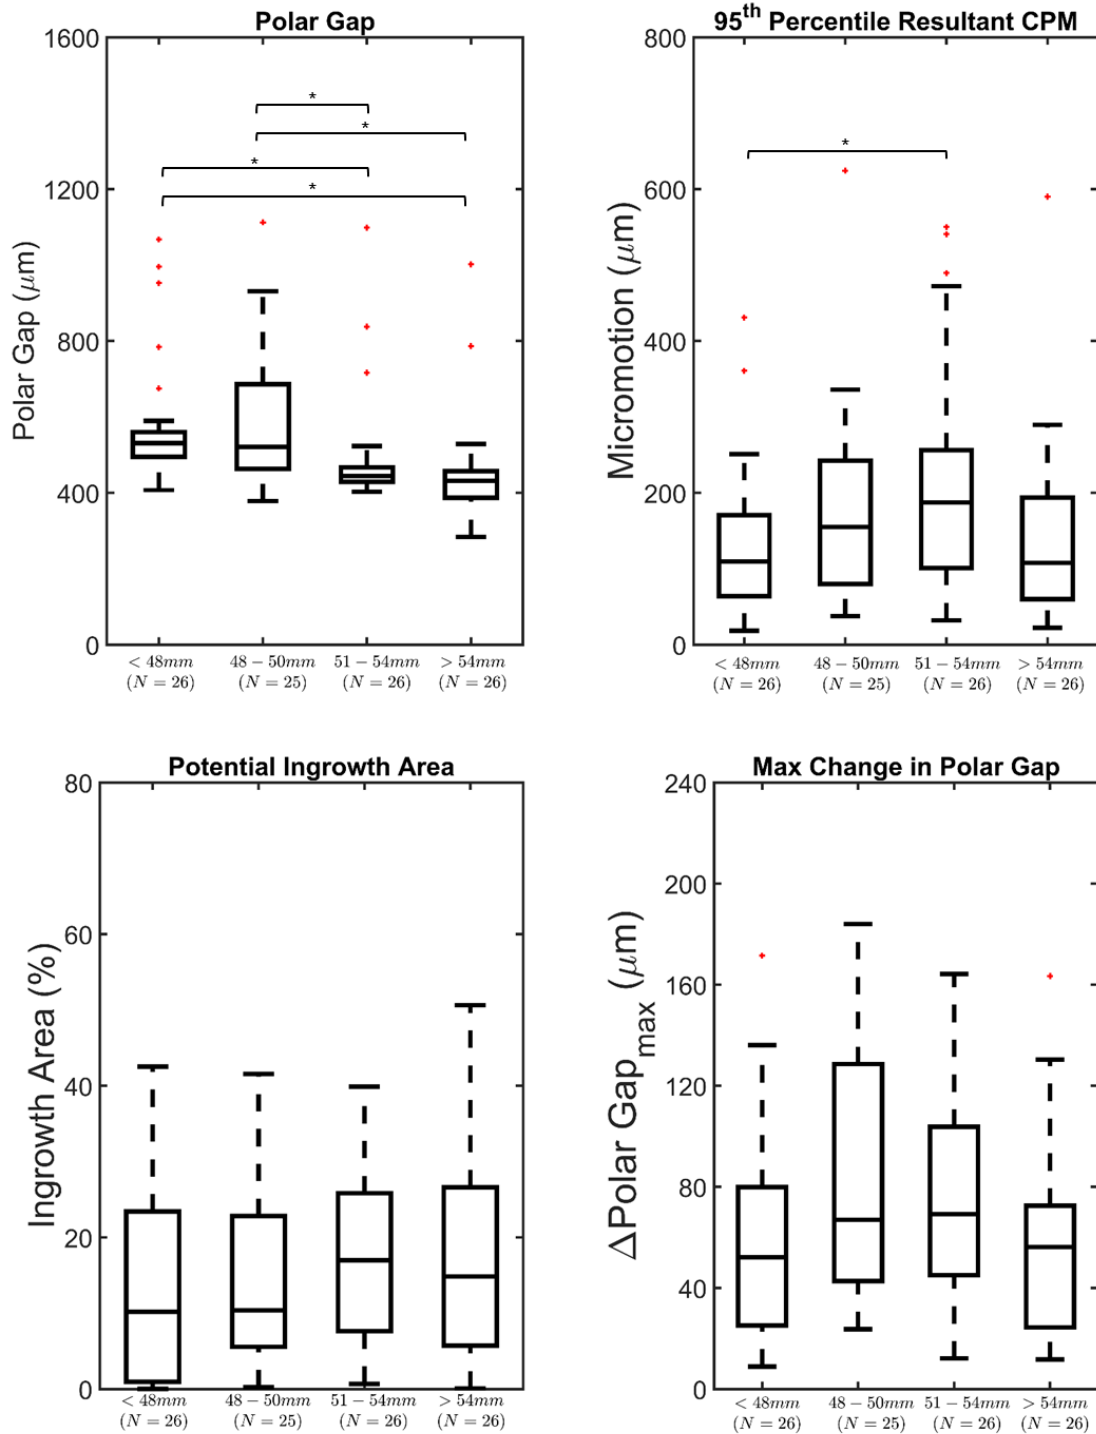 Polar Gap
1600
1200
800
400
0
Polar Gap (μm)
*
*
*
*
< 48mm
(N = 26)
48 − 50mm
(N = 25)
51 − 54mm
(N = 26)
> 54mm
(N = 26)
95th Percentile Resultant CPM
800
600
400
200
0
Micromotion (μm)
*
< 48mm
(N = 26)
48 − 50mm
(N = 25)
51 − 54mm
(N = 26)
> 54mm
(N = 26)
Potential Ingrowth Area
80
60
40
20
0
Ingrowth Area (%)
< 48mm
(N = 26)
48 − 50mm
(N = 25)
51 − 54mm
(N = 26)
> 54mm
(N = 26)
Max Change in Polar Gap
240
200
160
120
80
40
0
ΔPolar Gapmax (μm)
< 48mm
(N = 26)
48 − 50mm
(N = 25)
51 − 54mm
(N = 26)
> 54mm
(N = 26)